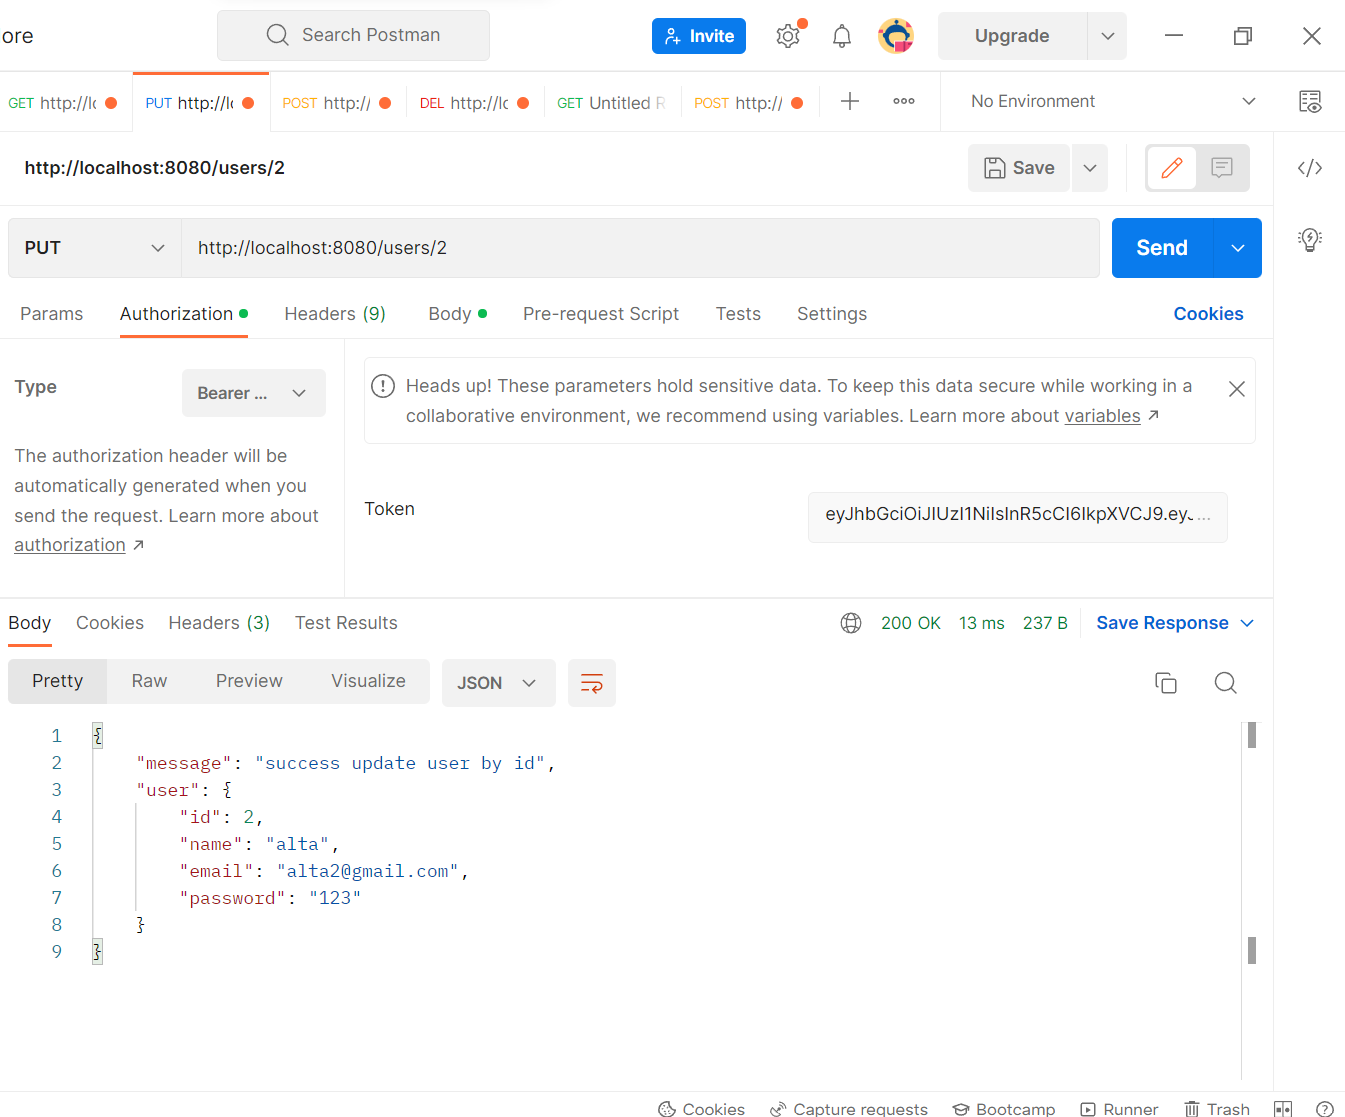 ore
Search Postman
Invite
Upgrade
GET http://lc
PUT http://lc
POST http://
DEL http://lc
GET Untitled R
POST http://
No Environment
http://localhost:8080/users/2
Save
PUT
http://localhost:8080/users/2
Send
Params
Authorization
Headers (9)
Body
Pre-request Script
Tests
Settings
Cookies
Type
Bearer ...
The authorization header will be
automatically generated when you
send the request. Learn more about
authorization ↗
Heads up! These parameters hold sensitive data. To keep this data secure while working in a
collaborative environment, we recommend using variables. Learn more about variables ↗
Token
eyJhbGciOiJIUzI1NiIsInR5cCI6IkpXVCJ9.eyJ...
Body
Cookies
Headers (3)
Test Results
200 OK
13 ms
237 B
Save Response
Pretty
Raw
Preview
Visualize
JSON
1 {
2 "message": "success update user by id",
3 "user": {
4 "id": 2,
5 "name": "alta",
6 "email": "alta2@gmail.com",
7 "password": "123"
8 }
9 }
Cookies
Capture requests
Bootcamp
Runner
Trash